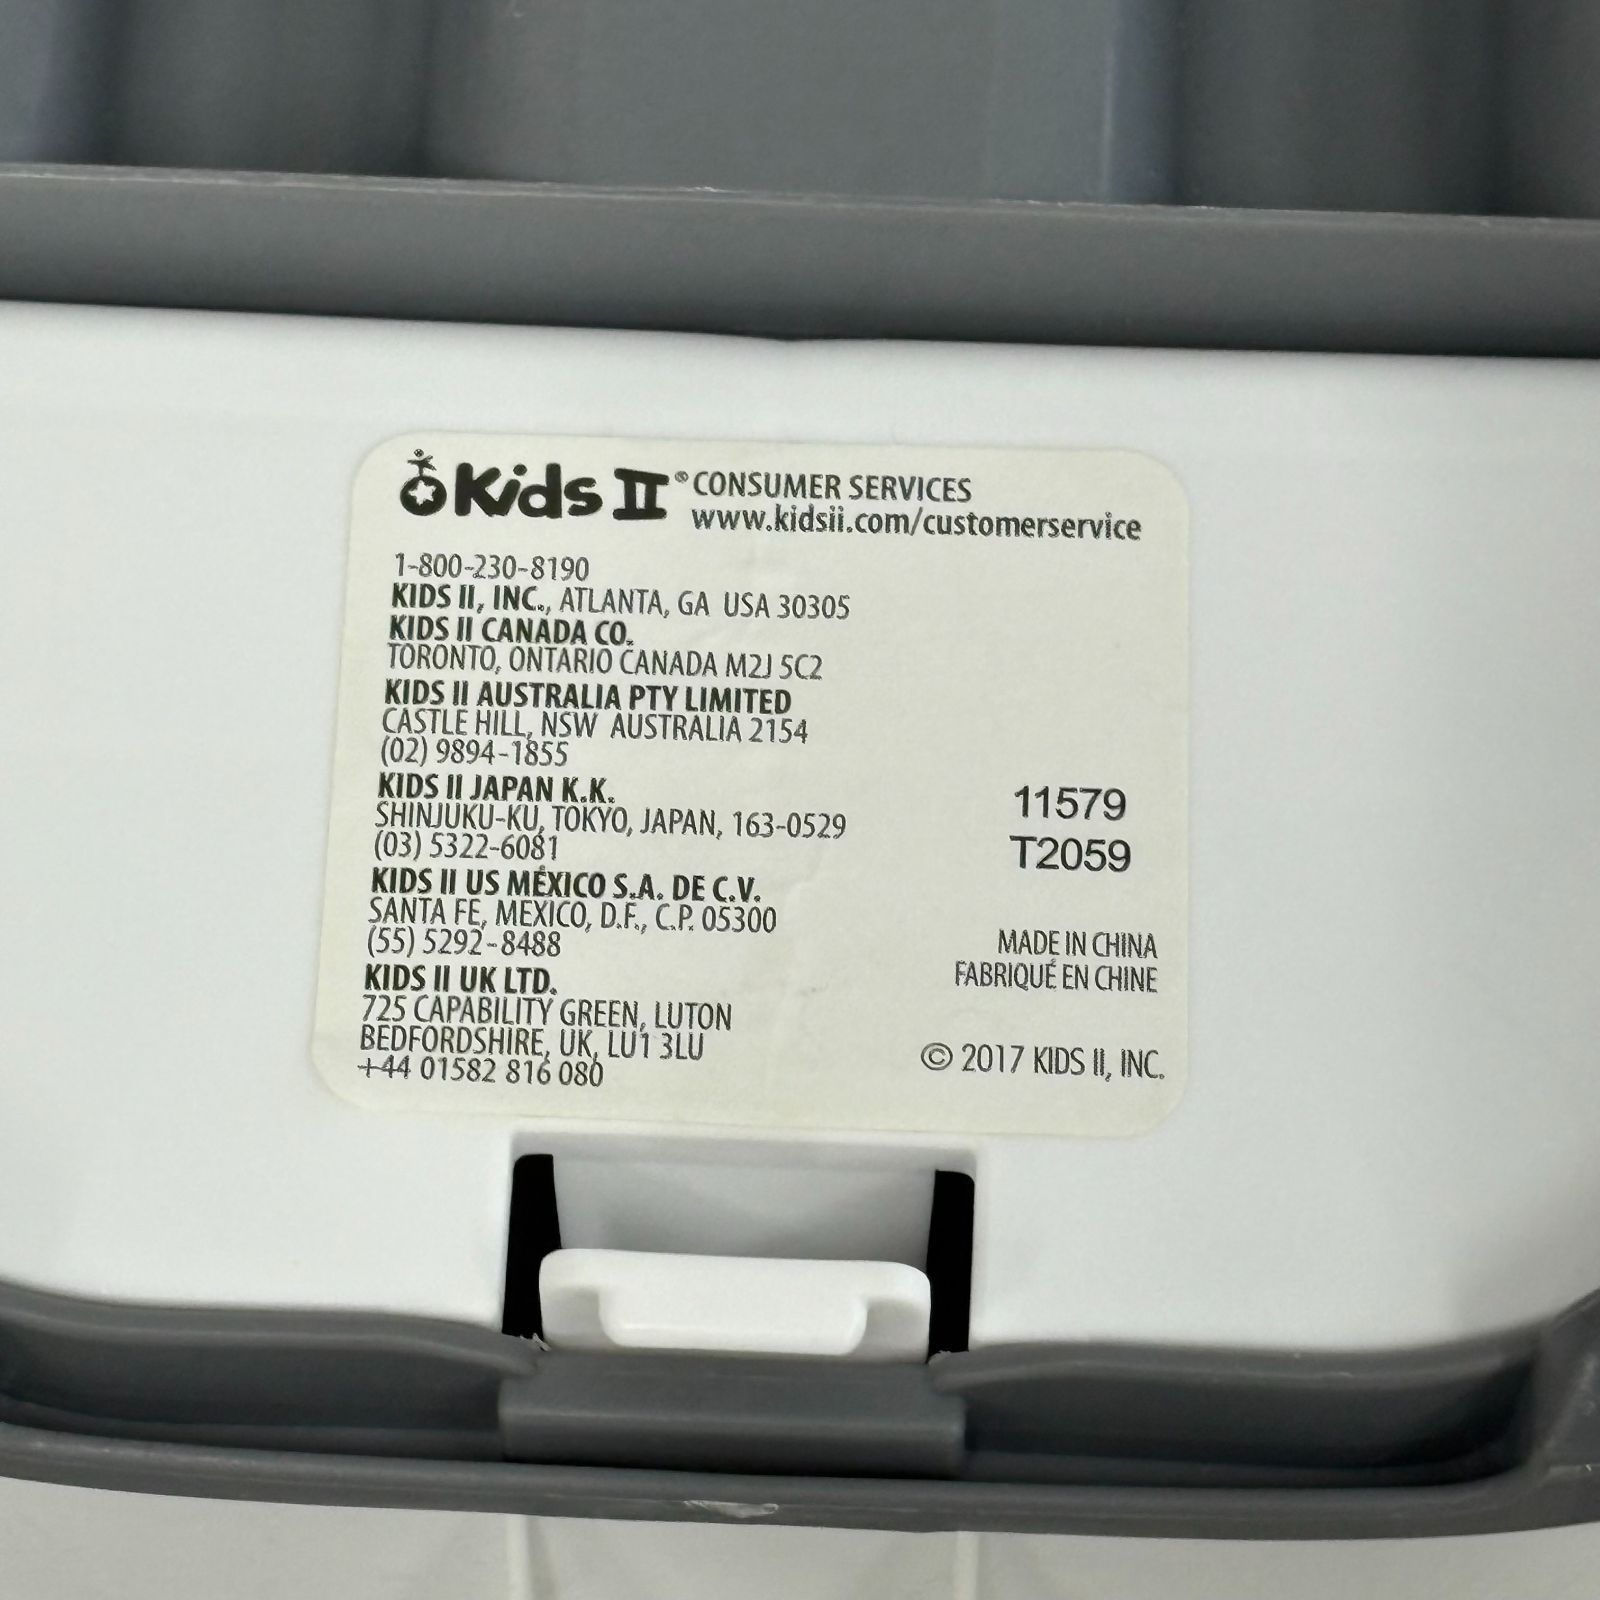 Kids II® CONSUMER SERVICES
www.kidsii.com/customerservice
1-800-230-8190
KIDS II, INC., ATLANTA, GA USA 30305
KIDS II CANADA CO.
TORONTO, ONTARIO CANADA M2J 5C2
KIDS II AUSTRALIA PTY LIMITED
CASTLE HILL, NSW AUSTRALIA 2154
(02) 9894-1855
KIDS II JAPAN K.K.
SHINJUKU-KU, TOKYO, JAPAN, 163-0529
(03) 5322-6081
KIDS II US MÉXICO S.A. DE C.V.
SANTA FE, MEXICO, D.F., C.P. 05300
(55) 5292-8488
KIDS II UK LTD.
725 CAPABILITY GREEN, LUTON
BEDFORDSHIRE, UK, LU1 3LU
+44 01582 816 080
11579
T2059
MADE IN CHINA
FABRIQUÉ EN CHINE
© 2017 KIDS II, INC.